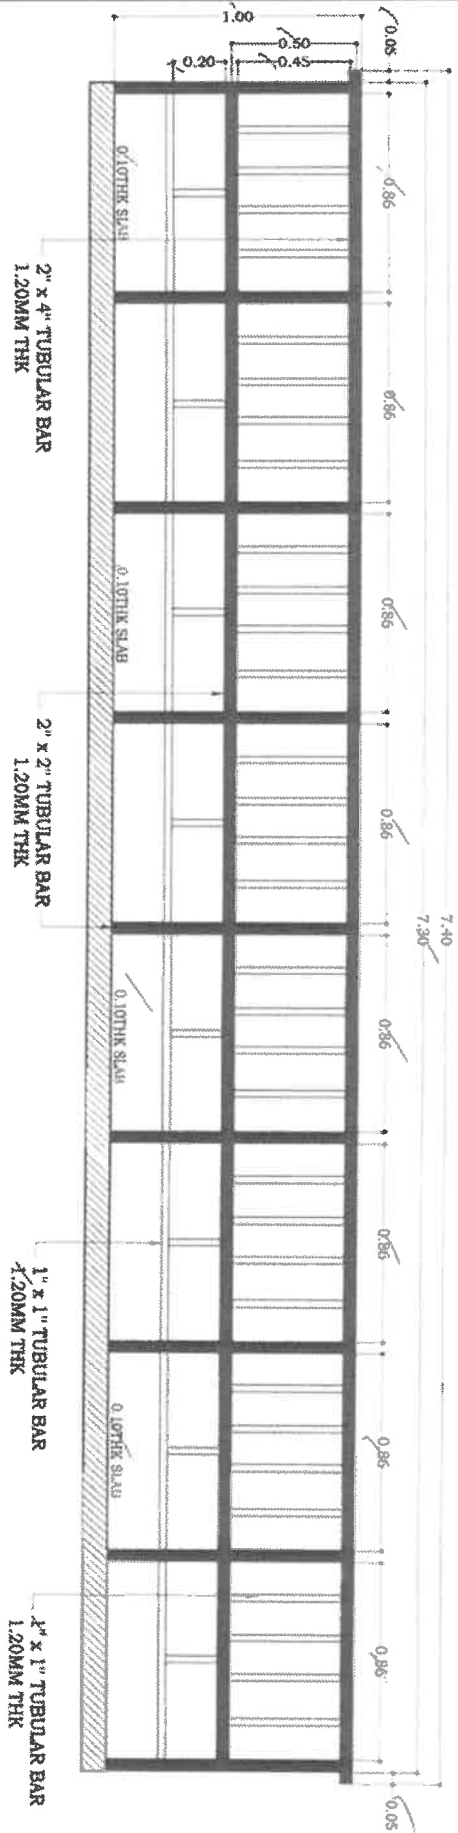 7.40
7.30
0.05
0.86
0.86
0.86
0.86
0.86
0.86
0.86
0.86
0.05
1.00
0.50
0.45
0.20
0.10THK SLAB
0.10THK SLAB
0.10THK SLAB
0.10THK SLAB
2" x 4" TUBULAR BAR
1.20MM THK
2" x 2" TUBULAR BAR
1.20MM THK
1" x 1" TUBULAR BAR
1.20MM THK
1" x 1" TUBULAR BAR
1.20MM THK